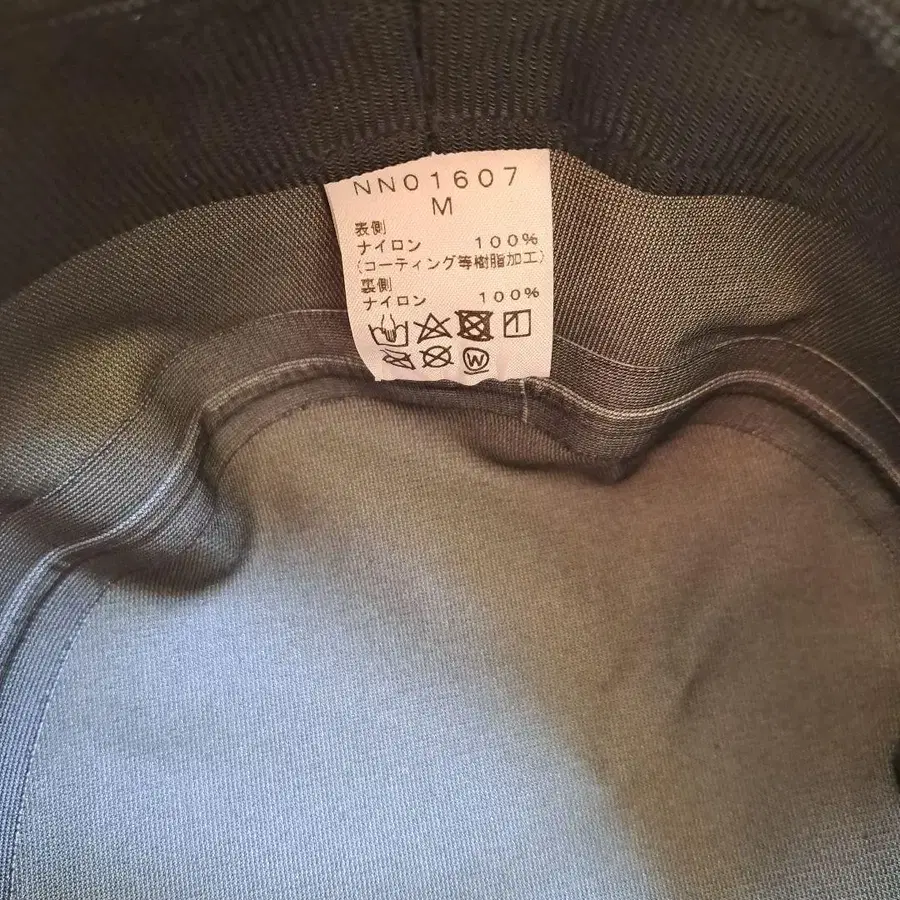 NN01607
M
表側
ナイロン 100%
(コーティング等樹脂加工)
裏側
ナイロン 100%
W